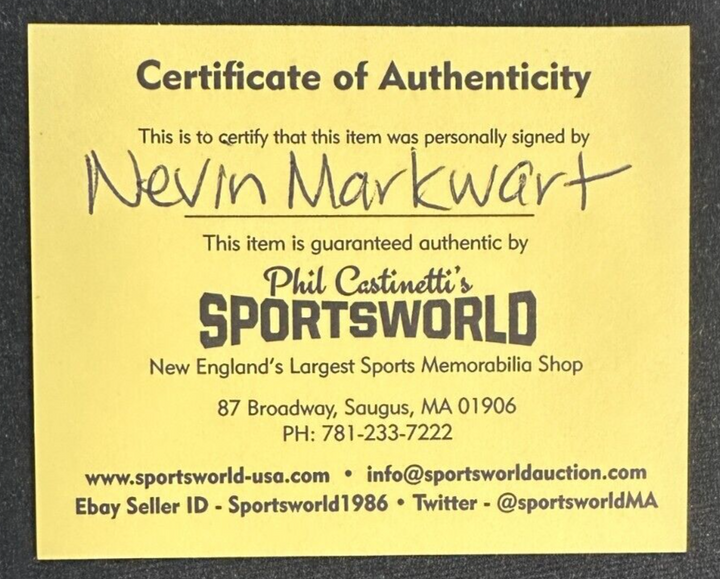 Certificate of Authenticity
This is to certify that this item was personally signed by
Nevin Markwart
This item is guaranteed authentic by
Phil Castinetti's
SPORTSWORLD
New England's Largest Sports Memorabilia Shop
87 Broadway, Saugus, MA 01906
PH: 781-233-7222
www.sportsworld-usa.com • info@sportsworldauction.com
Ebay Seller ID - Sportsworld1986 • Twitter - @sportsworldMA